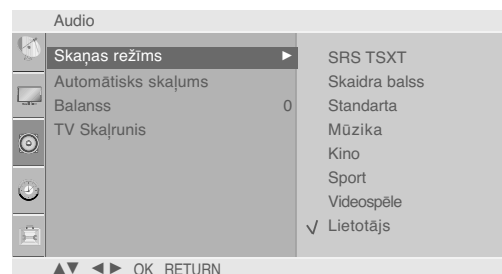 Audio
Skaņas režīms ►
Automātisks skaļums
Balanss 0
TV Skaļrunis
SRS TSXT
Skaidra balss
Standarta
Mūzika
Kino
Sport
Videospēle
√ Lietotājs
▲▼ ◄► OK RETURN